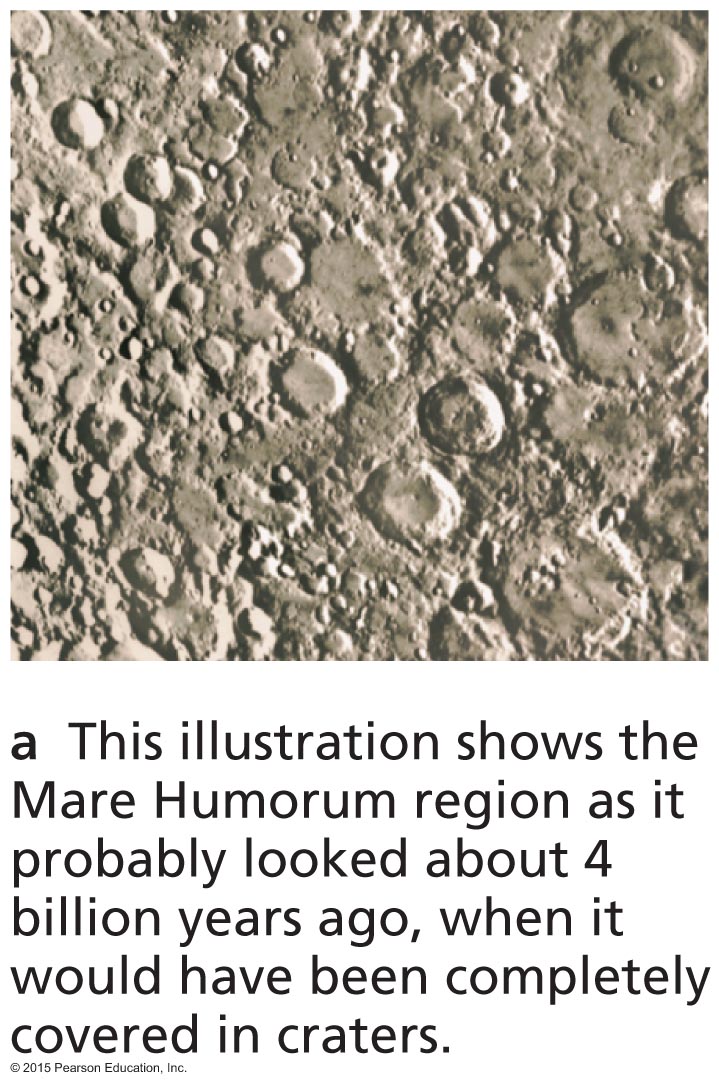 a This illustration shows the
Mare Humorum region as it
probably looked about 4
billion years ago, when it
would have been completely
covered in craters.
© 2015 Pearson Education, Inc.